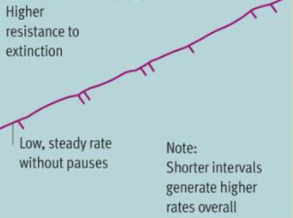 Higher
resistance to
extinction
Low, steady rate
without pauses
Note:
Shorter intervals
generate higher
rates overall